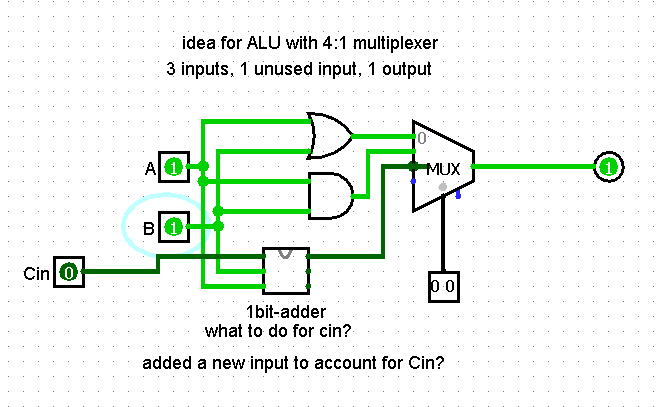 idea for ALU with 4:1 multiplexer
3 inputs, 1 unused input, 1 output
0
A 1
MUX
1
B 1
Cin 0
0 0
1bit-adder
what to do for cin?
added a new input to account for Cin?